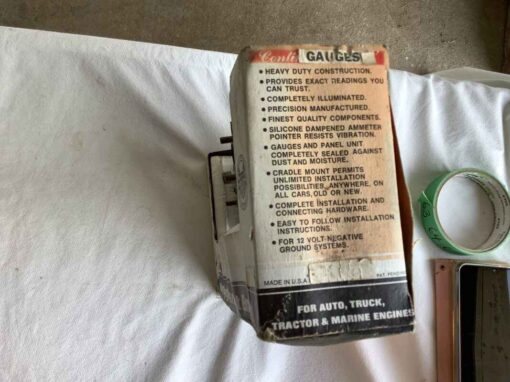 GAUGES
• HEAVY DUTY CONSTRUCTION.
• PROVIDES EXACT READINGS YOU
CAN TRUST.
• COMPLETELY ILLUMINATED.
• PRECISION MANUFACTURED.
• FINEST QUALITY COMPONENTS.
• SILICONE DAMPENED AMMETER
POINTER RESISTS VIBRATION.
• GAUGES AND PANEL UNIT
COMPLETELY SEALED AGAINST
DUST AND MOISTURE.
• CRADLE MOUNT PERMITS
UNLIMITED INSTALLATION
POSSIBILITIES, ANYWHERE, ON
ALL CARS, OLD OR NEW.
• COMPLETE INSTALLATION AND
CONNECTING HARDWARE.
• EASY TO FOLLOW INSTALLATION
INSTRUCTIONS.
• FOR 12 VOLT NEGATIVE
GROUND SYSTEMS.
MADE IN U.S.A. PAT. PENDING
FOR AUTO, TRUCK,
TRACTOR & MARINE ENGINES